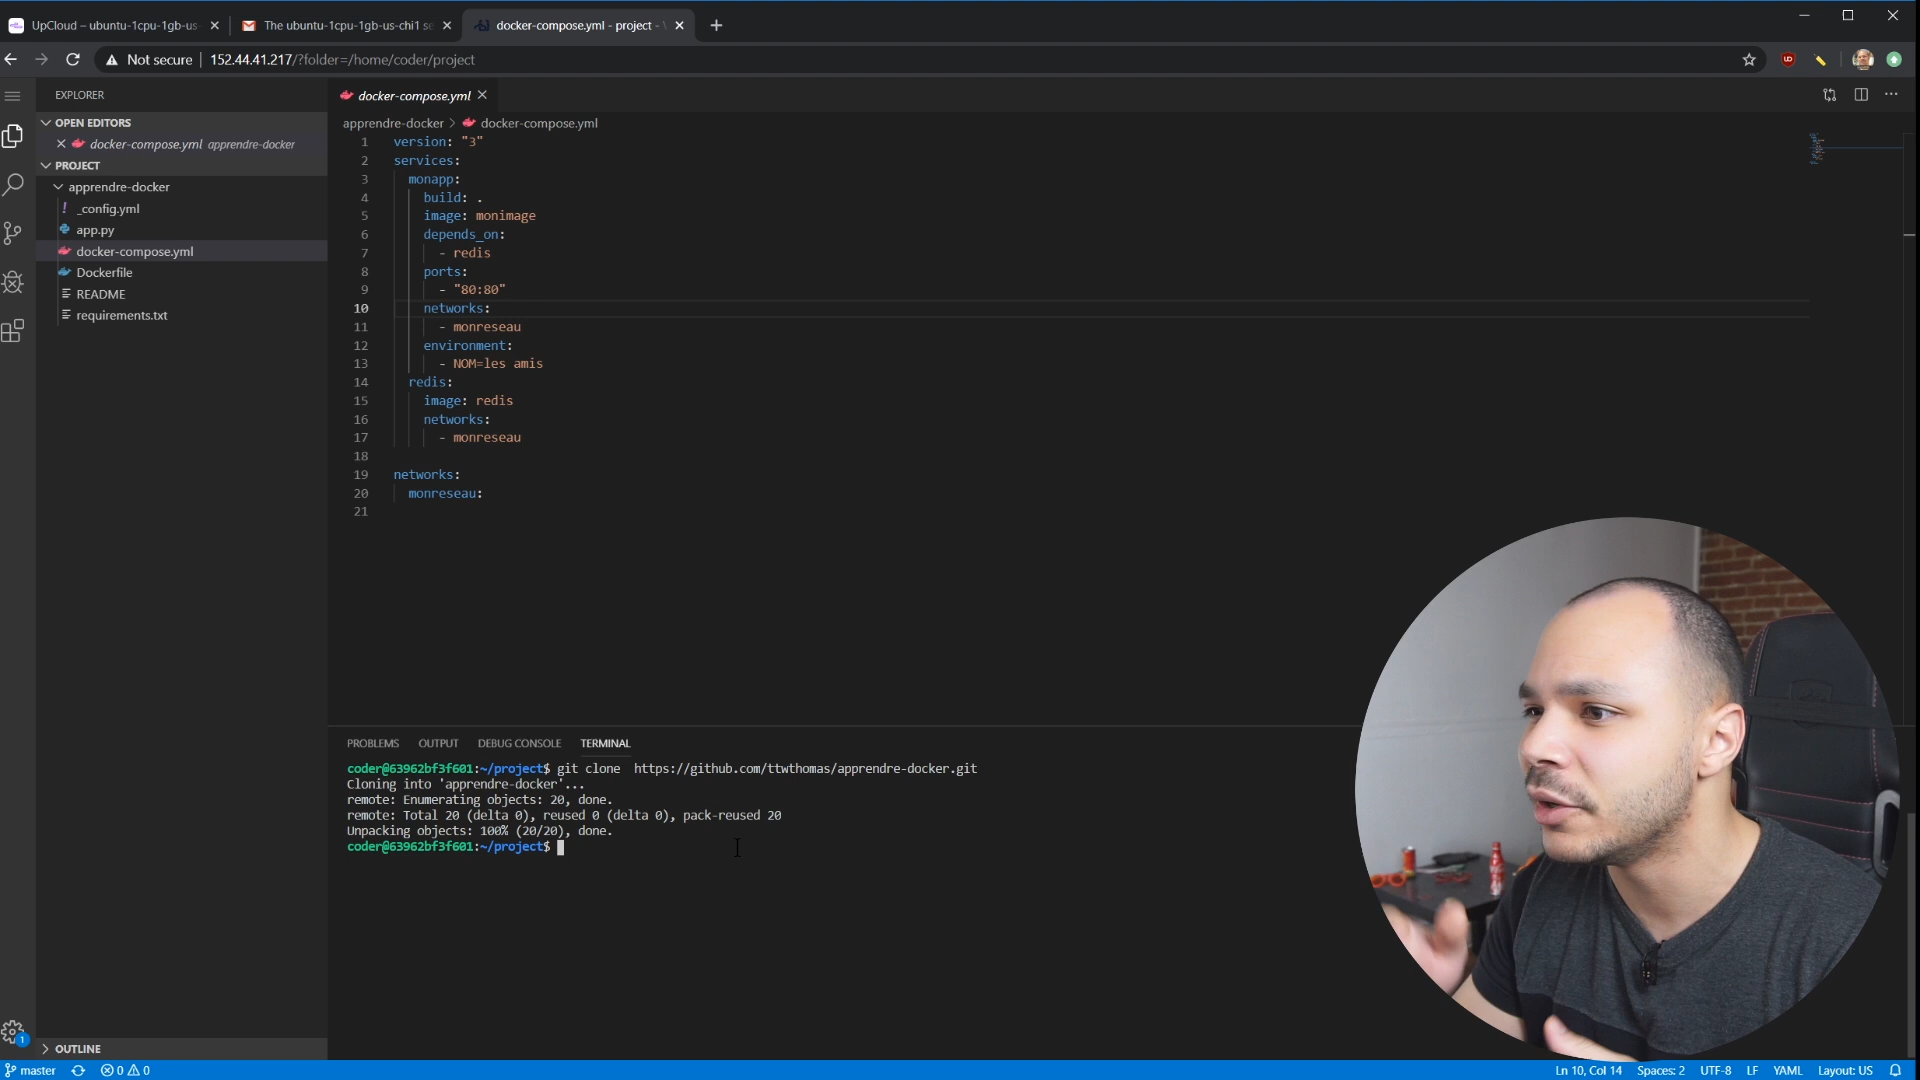 UpCloud – ubuntu-1cpu-1gb-us-
The ubuntu-1cpu-1gb-us-chi1 se
docker-compose.yml - project -
Not secure
152.44.41.217/?folder=/home/coder/project
EXPLORER
OPEN EDITORS
docker-compose.yml apprendre-docker
PROJECT
apprendre-docker
_config.yml
app.py
docker-compose.yml
Dockerfile
README
requirements.txt
OUTLINE
docker-compose.yml
apprendre-docker > docker-compose.yml
1 version: "3"
2 services:
3 monapp:
4 build: .
5 image: monimage
6 depends_on:
7 - redis
8 ports:
9 - "80:80"
10 networks:
11 - monreseau
12 environment:
13 - NOM=les amis
14 redis:
15 image: redis
16 networks:
17 - monreseau
18
19 networks:
20 monreseau:
21
PROBLEMS OUTPUT DEBUG CONSOLE TERMINAL
coder@63962bf3f601:~/project$ git clone  https://github.com/ttwthomas/apprendre-docker.git
Cloning into 'apprendre-docker'...
remote: Enumerating objects: 20, done.
remote: Total 20 (delta 0), reused 0 (delta 0), pack-reused 20
Unpacking objects: 100% (20/20), done.
coder@63962bf3f601:~/project$
1
master 0 0 Ln 10, Col 14 Spaces: 2 UTF-8 LF YAML Layout: US